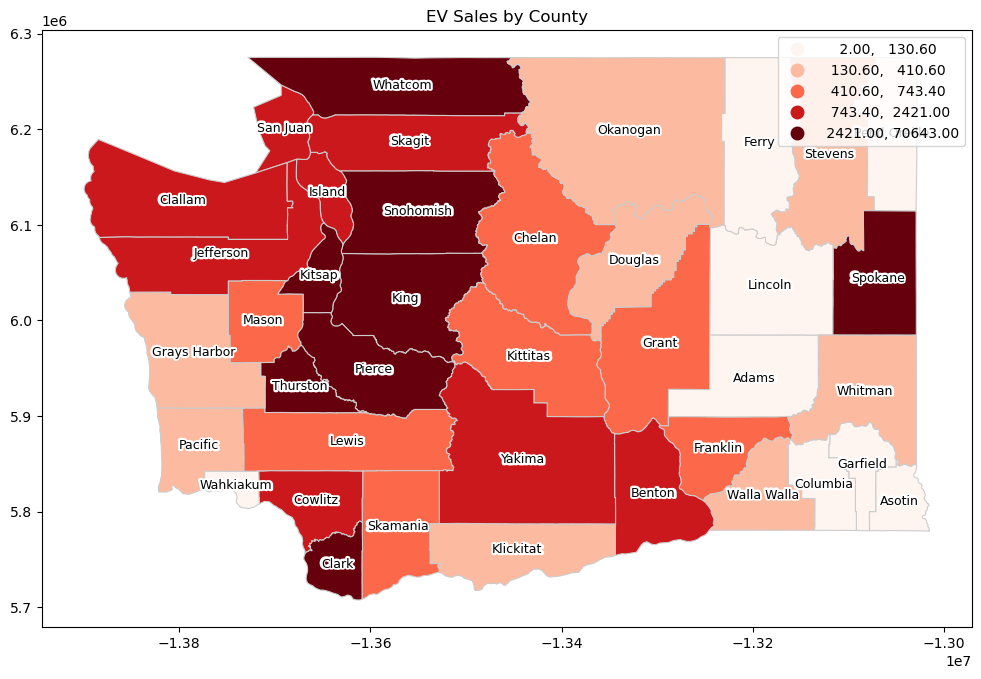 EV Sales by County
1e6
6.3
6.2
6.1
6.0
5.9
5.8
5.7
2.00, 130.60
130.60, 410.60
410.60, 743.40
743.40, 2421.00
2421.00, 70643.00
Whatcom
San Juan
Skagit
Okanogan
Ferry
Stevens
Clallam
Island
Snohomish
Chelan
Jefferson
Kitsap
Douglas
Lincoln
Spokane
King
Mason
Grays Harbor
Pierce
Kittitas
Grant
Thurston
Adams
Whitman
Pacific
Lewis
Yakima
Franklin
Garfield
Wahkiakum
Cowlitz
Benton
Walla Walla
Columbia
Asotin
Skamania
Klickitat
Clark
−1.38
−1.36
−1.34
−1.32
−1.30
1e7